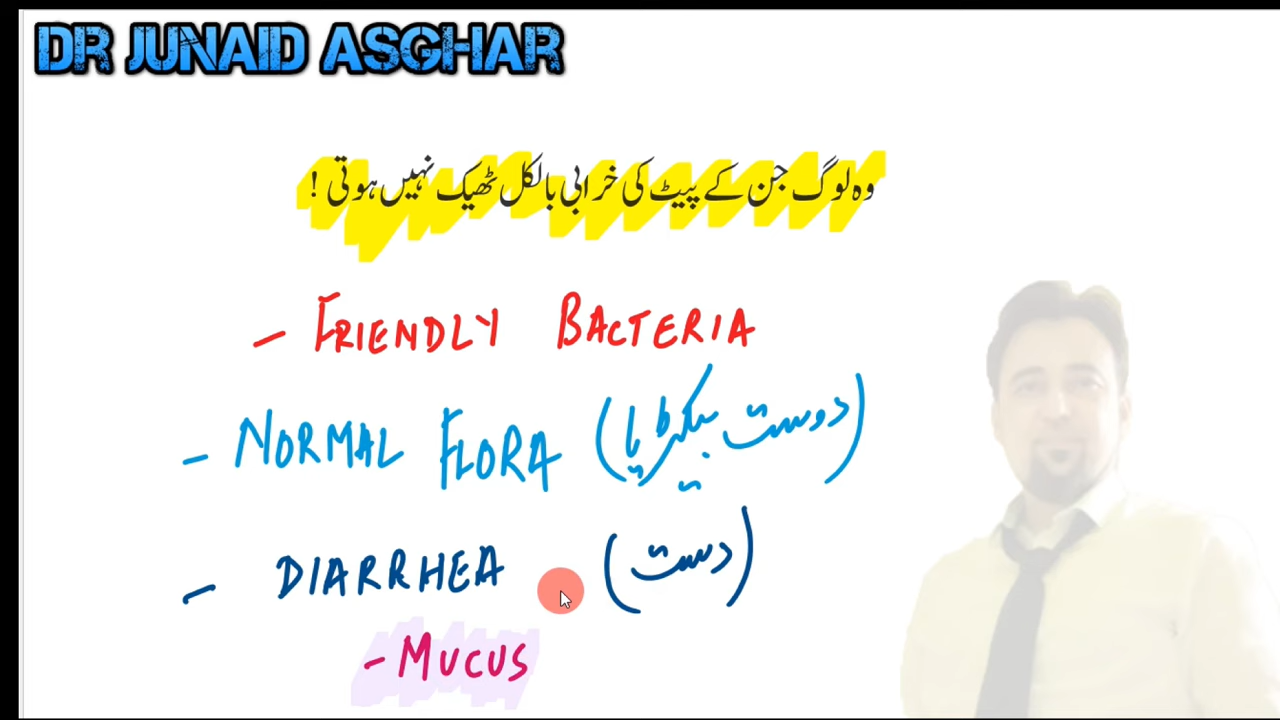 DR JUNAID ASGHAR
وہ لوگ جن کے پیٹ کی خرابی بالکل ٹھیک نہیں ہوتی !
- FRIENDLY BACTERIA
- NORMAL FLORA (دوست بیکٹریا)
- DIARRHEA (دست)
- MUCUS